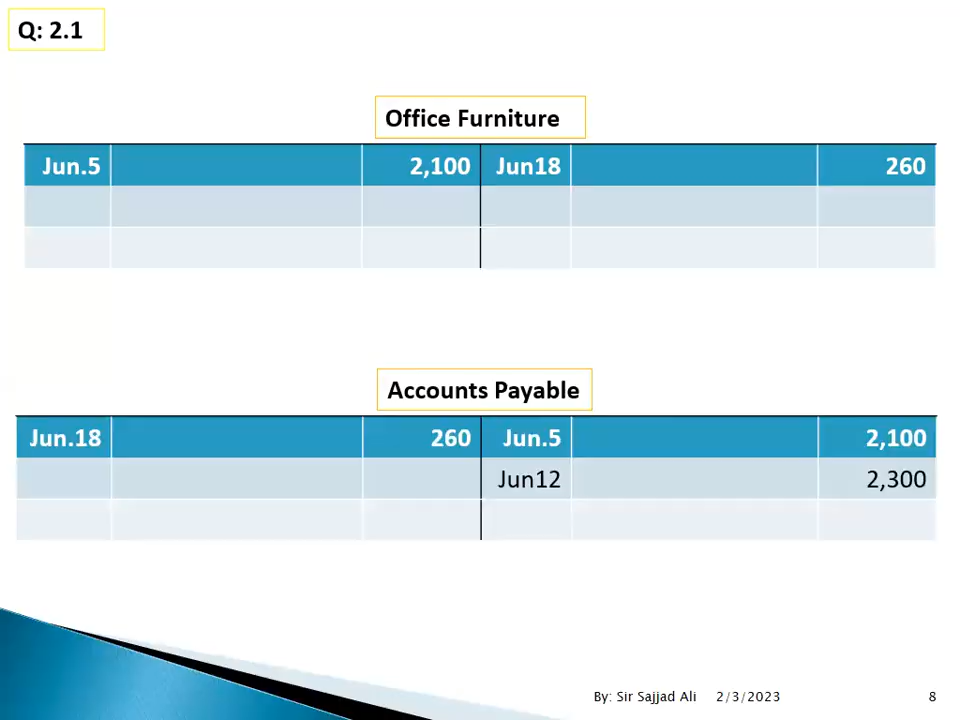 Q: 2.1
Office Furniture
Jun.5 2,100 Jun18 260
Accounts Payable
Jun.18 260 Jun.5 2,100
Jun12 2,300
By: Sir Sajjad Ali 2/3/2023 8